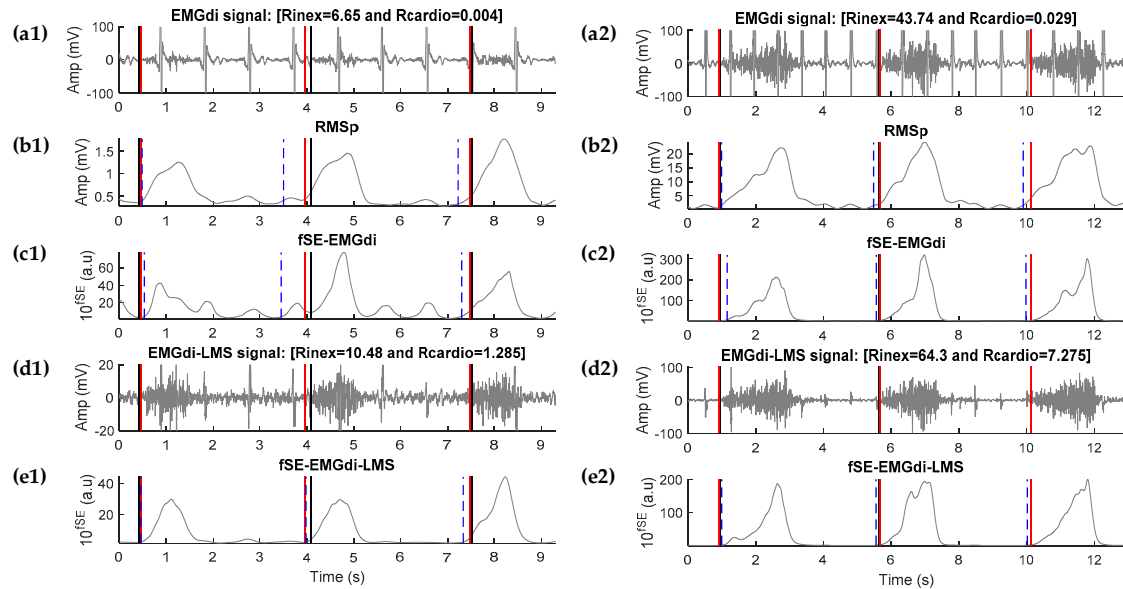 EMGdi signal: [Rinex=6.65 and Rcardio=0.004]
(a1)
Amp (mV)
100
0
-100
0 1 2 3 4 5 6 7 8 9
RMSp
(b1)
Amp (mV)
1.5
1
0.5
0 1 2 3 4 5 6 7 8 9
fSE-EMGdi
(c1)
10^fSE (a.u)
60
40
20
0 1 2 3 4 5 6 7 8 9
EMGdi-LMS signal: [Rinex=10.48 and Rcardio=1.285]
(d1)
Amp (mV)
20
0
-20
0 1 2 3 4 5 6 7 8 9
fSE-EMGdi-LMS
(e1)
10^fSE (a.u)
40
20
0 1 2 3 4 5 6 7 8 9
Time (s)
EMGdi signal: [Rinex=43.74 and Rcardio=0.029]
(a2)
Amp (mV)
100
0
-100
0 2 4 6 8 10 12
RMSp
(b2)
Amp (mV)
20
15
10
5
0 2 4 6 8 10 12
fSE-EMGdi
(c2)
10^fSE (a.u)
300
200
100
0 2 4 6 8 10 12
EMGdi-LMS signal: [Rinex=64.3 and Rcardio=7.275]
(d2)
Amp (mV)
100
0
-100
0 2 4 6 8 10 12
fSE-EMGdi-LMS
(e2)
10^fSE (a.u)
200
100
0 2 4 6 8 10 12
Time (s)